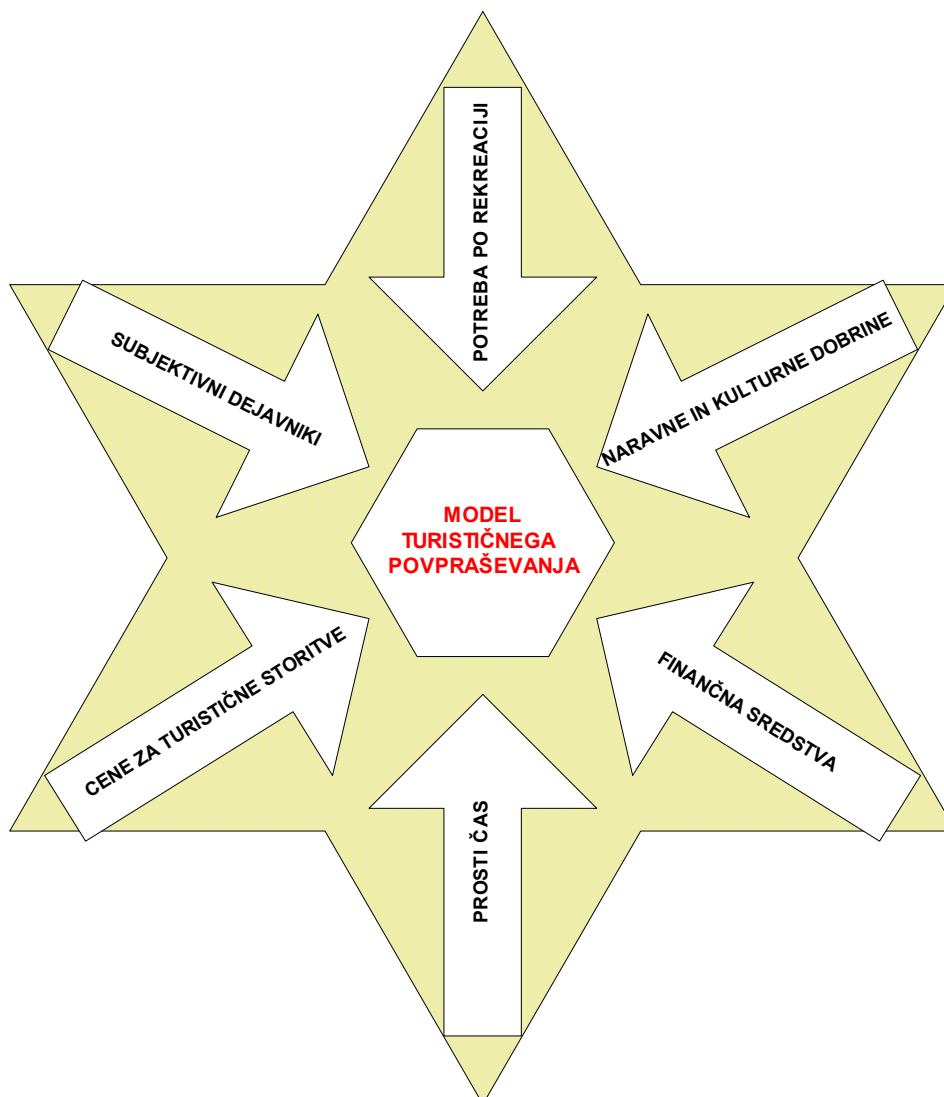 POTREBA PO REKREACIJI
SUBJEKTIVNI DEJAVNIKI
NARAVNE IN KULTURNE DOBRINE
MODEL
TURISTIČNEGA
POVPRAŠEVANJA
CENE ZA TURISTIČNE STORITVE
FINANČNA SREDSTVA
PROSTI ČAS